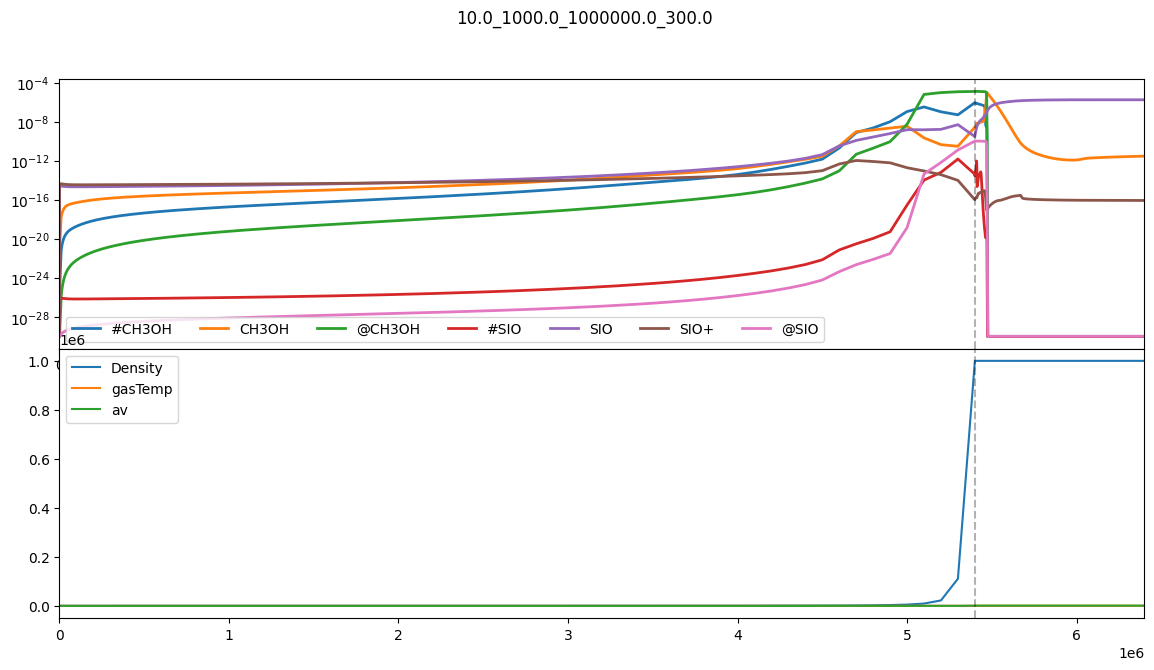 10.0_1000.0_1000000.0_300.0
10⁻⁴
10⁻⁸
10⁻¹²
10⁻¹⁶
10⁻²⁰
10⁻²⁴
10⁻²⁸
#CH3OH CH3OH @CH3OH #SIO SIO SIO+ @SIO
1e6
1.0
0.8
0.6
0.4
0.2
0.0
Density
gasTemp
av
0 1 2 3 4 5 6
1e6